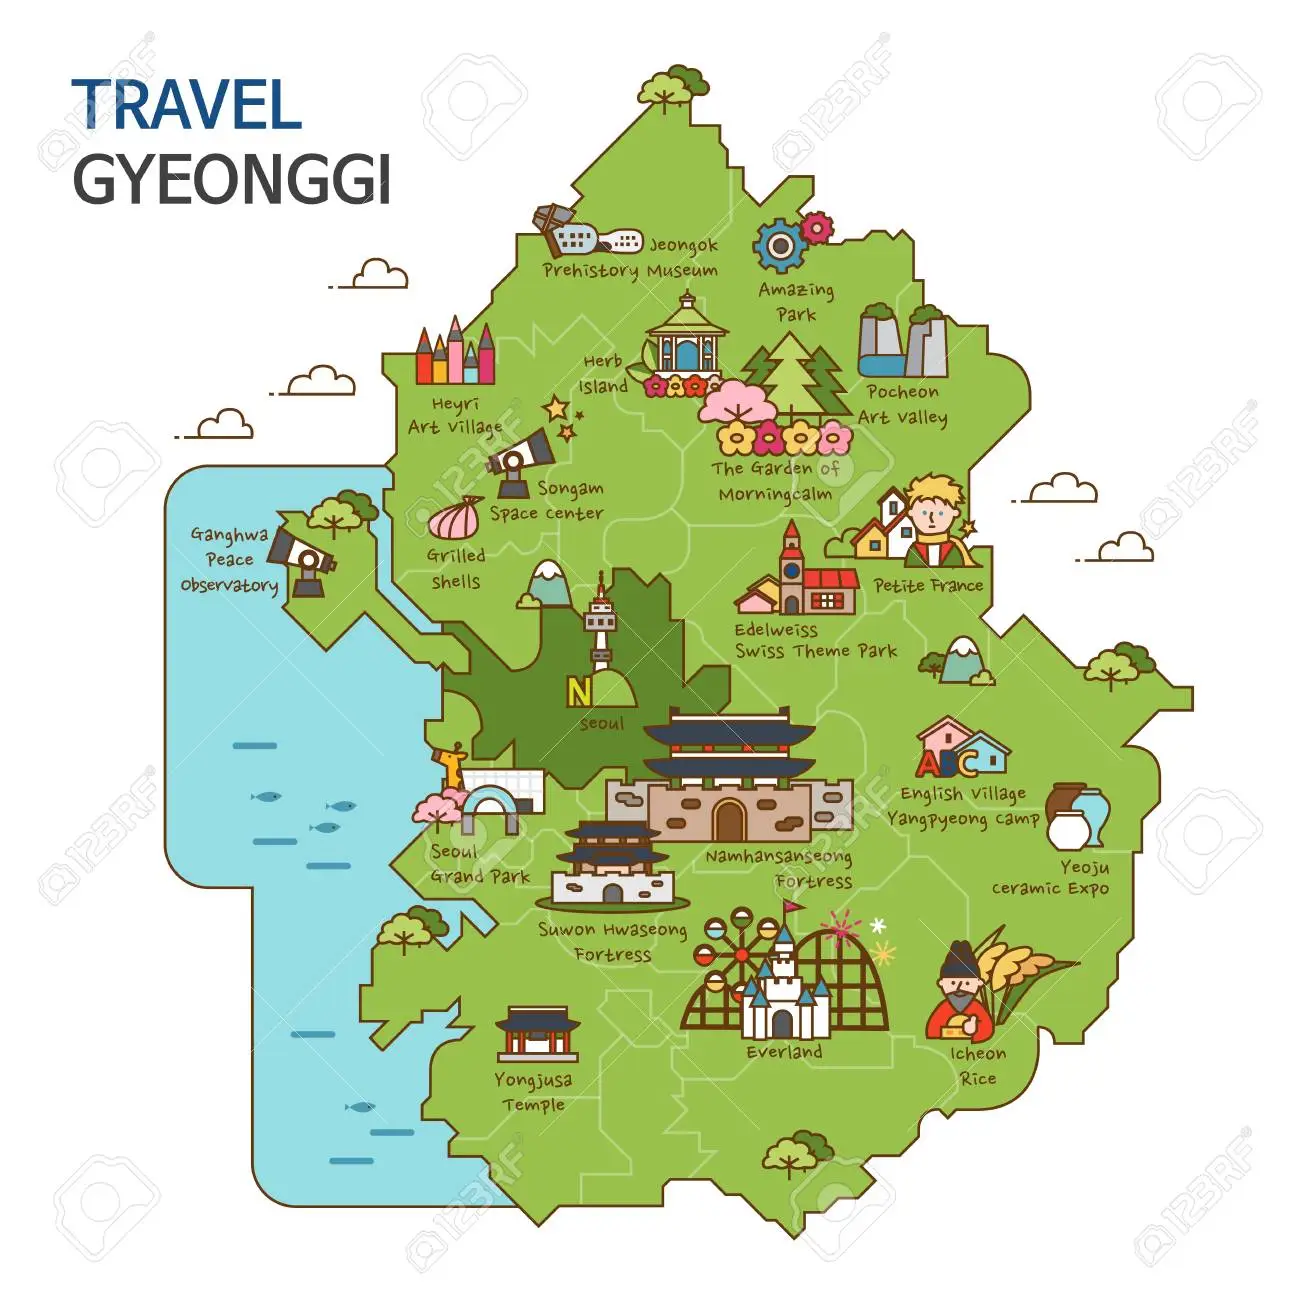 TRAVEL
GYEONGGI
Jeongok
Prehistory Museum
Amazing
Park
Herb
Island
Pocheon
Art Valley
Heyri
Art Village
The Garden of
Morningcalm
Songam
Space Center
Grilled
Shells
Ganghwa
Peace
Observatory
Petite France
Edelweiss
Swiss Theme Park
N
Seoul
ABC
English Village
Yangpyeong Camp
Yeoju
Ceramic Expo
Seoul
Grand Park
Namhansanseong
Fortress
Suwon Hwaseong
Fortress
Everland
Icheon
Rice
Yongjusa
Temple
123RF